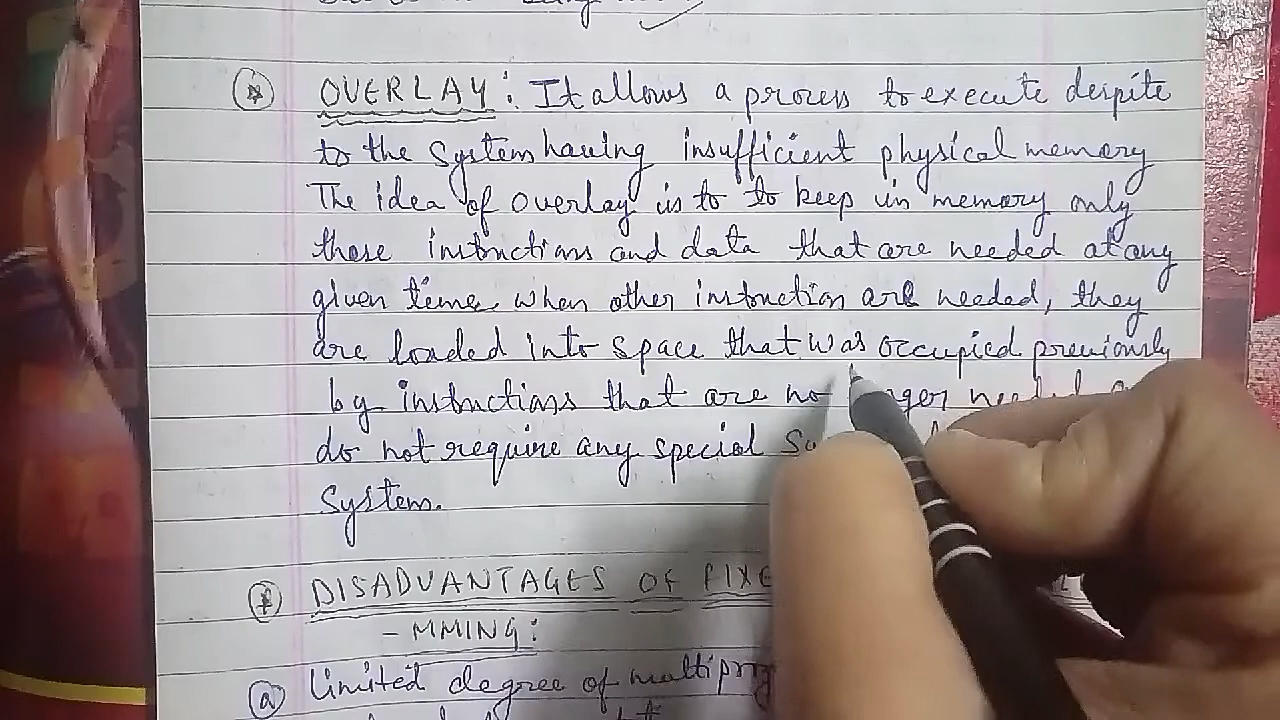 OVERLAY: It allows a process to execute despite
to the System having insufficient physical memory
The idea of overlay is to to keep in memory only
those instructions and data that are needed at any
given time. when other instruction are needed, they
are loaded into space that was occupied previously
by instructions that are no
do not require any special
System.
DISADVANTAGES OF FIXE
-MMING:
(a) Limited degree of multiprog